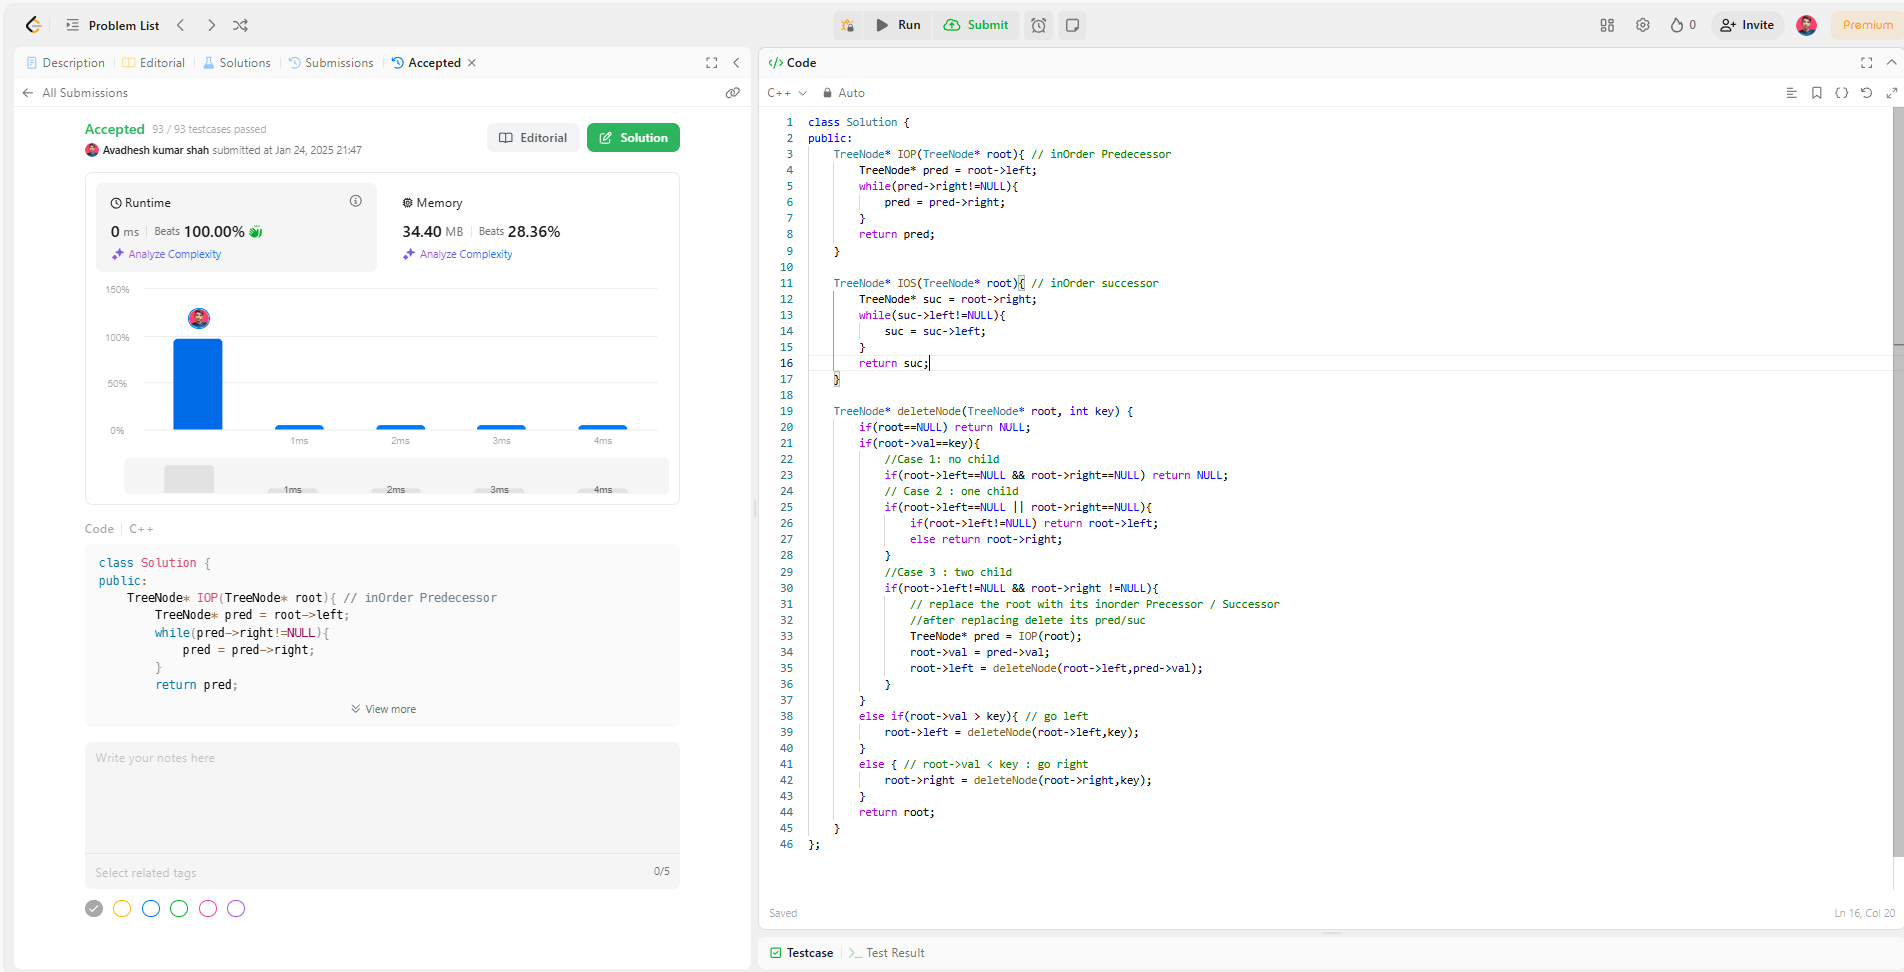 Problem List
Run
Submit
0
Invite
Premium
Description
Editorial
Solutions
Submissions
Accepted
All Submissions
Accepted 93 / 93 testcases passed
Avadhesh kumar shah submitted at Jan 24, 2025 21:47
Editorial
Solution
Runtime
0 ms Beats 100.00%
Analyze Complexity
Memory
34.40 MB Beats 28.36%
Analyze Complexity
150%
100%
50%
0%
1ms 2ms 3ms 4ms
1ms 2ms 3ms 4ms
Code C++
class Solution {
public:
    TreeNode* IOP(TreeNode* root){ // inOrder Predecessor
        TreeNode* pred = root->left;
        while(pred->right!=NULL){
            pred = pred->right;
        }
        return pred;
View more
Write your notes here
Select related tags
0/5
Code
C++
Auto
1 class Solution {
2 public:
3     TreeNode* IOP(TreeNode* root){ // inOrder Predecessor
4         TreeNode* pred = root->left;
5         while(pred->right!=NULL){
6             pred = pred->right;
7         }
8         return pred;
9     }
10
11     TreeNode* IOS(TreeNode* root){ // inOrder successor
12         TreeNode* suc = root->right;
13         while(suc->left!=NULL){
14             suc = suc->left;
15         }
16         return suc;
17     }
18
19     TreeNode* deleteNode(TreeNode* root, int key) {
20         if(root==NULL) return NULL;
21         if(root->val==key){
22             //Case 1: no child
23             if(root->left==NULL && root->right==NULL) return NULL;
24             // Case 2 : one child
25             if(root->left==NULL || root->right==NULL){
26                 if(root->left!=NULL) return root->left;
27                 else return root->right;
28             }
29             //Case 3 : two child
30             if(root->left!=NULL && root->right !=NULL){
31                 // replace the root with its inorder Precessor / Successor
32                 //after replacing delete its pred/suc
33                 TreeNode* pred = IOP(root);
34                 root->val = pred->val;
35                 root->left = deleteNode(root->left,pred->val);
36             }
37         }
38         else if(root->val > key){ // go left
39             root->left = deleteNode(root->left,key);
40         }
41         else { // root->val < key : go right
42             root->right = deleteNode(root->right,key);
43         }
44         return root;
45     }
46 };
Saved
Ln 16, Col 20
Testcase
Test Result